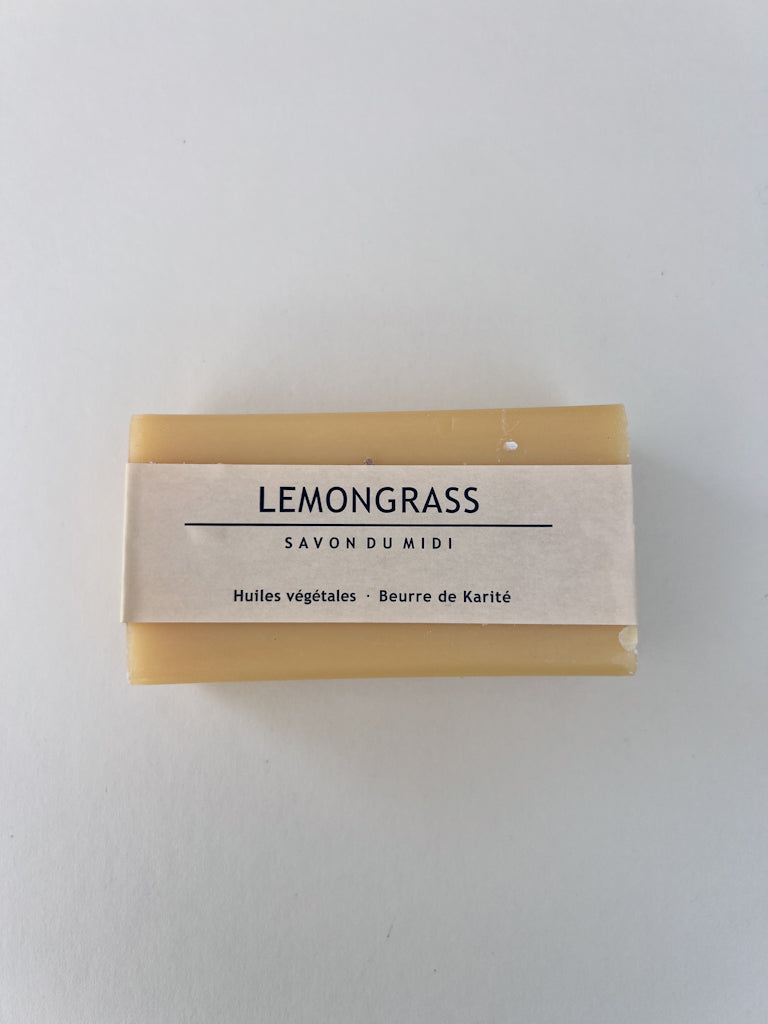 LEMONGRASS
SAVON DU MIDI
Huiles végétales · Beurre de Karité